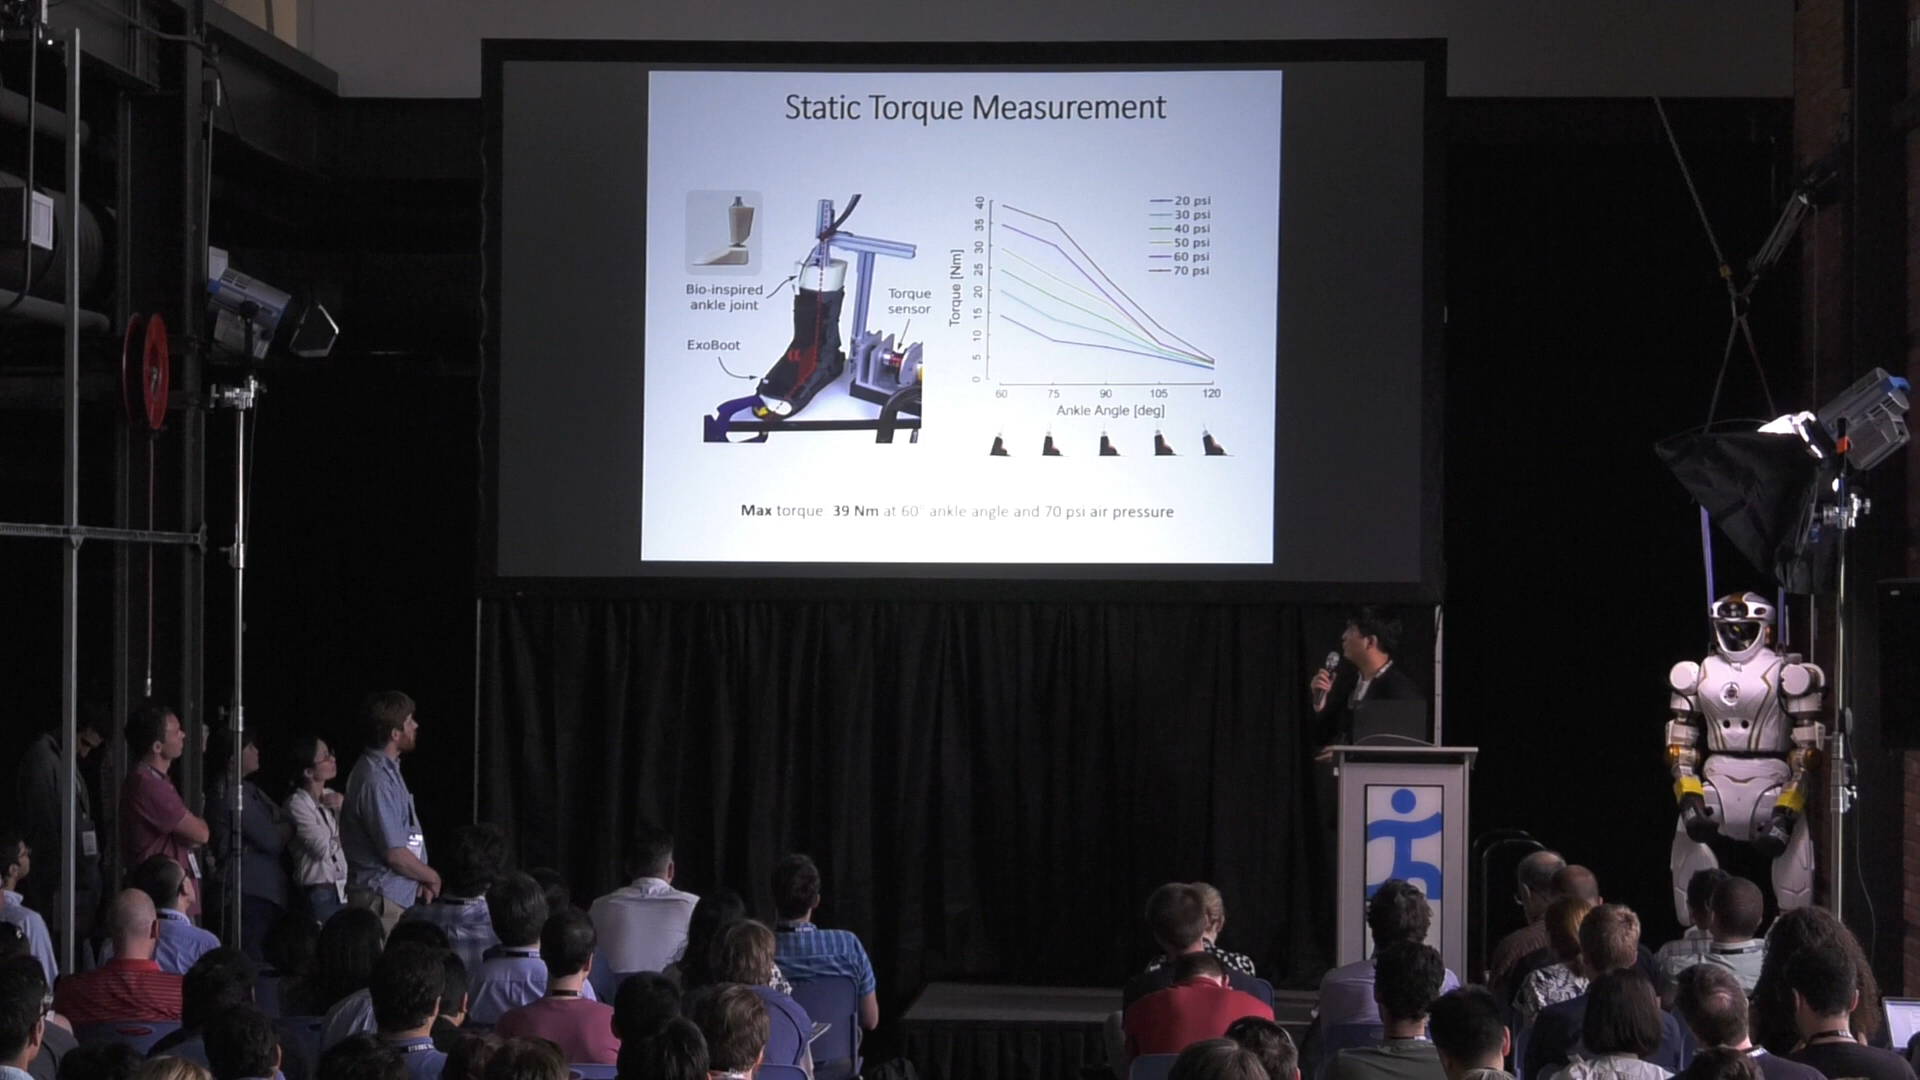 Static Torque Measurement
Bio-inspired
ankle joint
Torque
sensor
ExoBoot
Torque [Nm]
40
35
30
25
20
15
10
5
0
20 psi
30 psi
40 psi
50 psi
60 psi
70 psi
60 75 90 105 120
Ankle Angle [deg]
Max torque. 39 Nm at 60° ankle angle and 70 psi air pressure